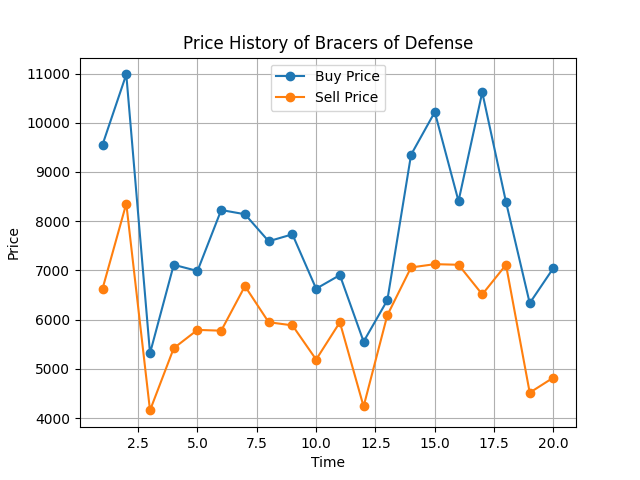 Price History of Bracers of Defense
Buy Price
Sell Price
11000
10000
9000
8000
7000
6000
5000
4000
Price
2.5 5.0 7.5 10.0 12.5 15.0 17.5 20.0
Time